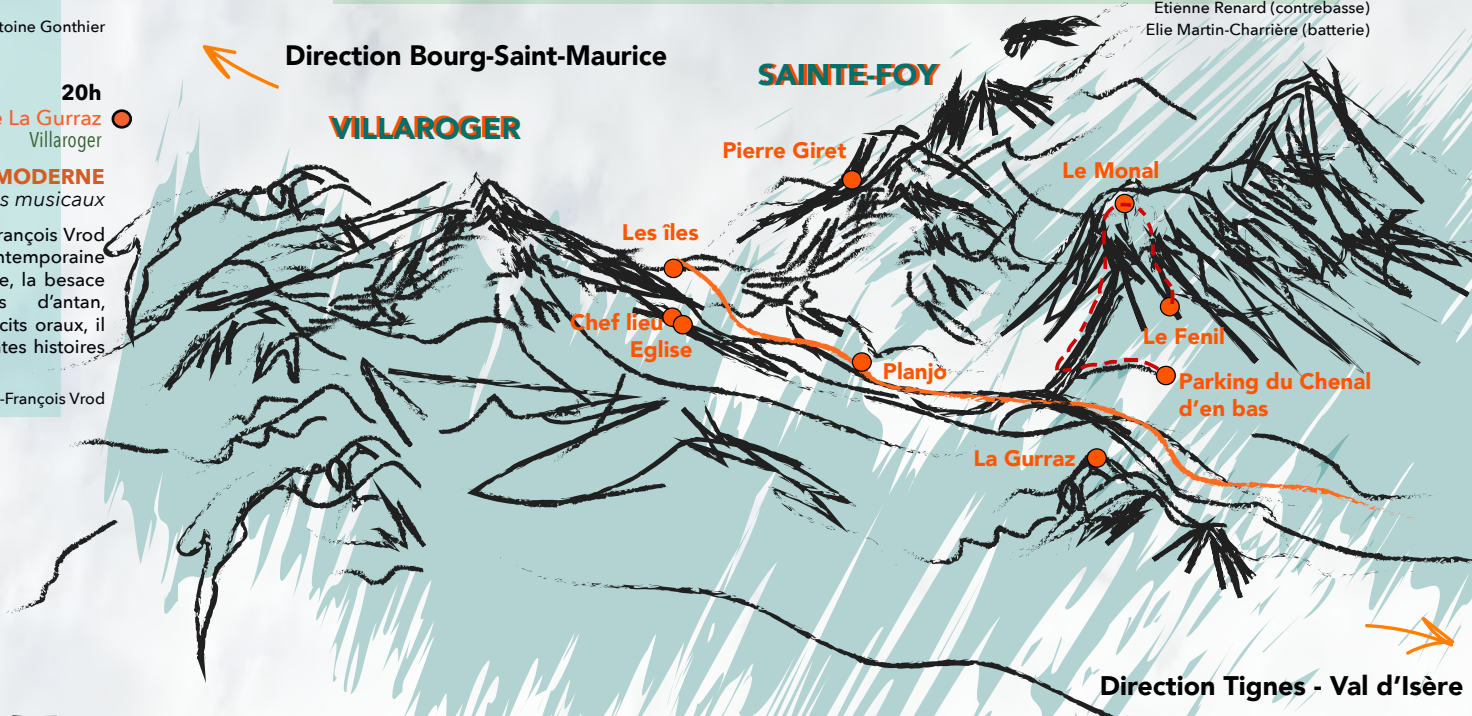 toine Gonthier
20h
e La Gurraz
Villaroger
MODERNE
s musicaux
rançois Vrod
ntemporaine
e, la besace
s d'antan,
cits oraux, il
ntes histoires
-François Vrod
Etienne Renard (contrebasse)
Elie Martin-Charrière (batterie)
Direction Bourg-Saint-Maurice
SAINTE-FOY
VILLAROGER
Pierre Giret
Le Monal
Les îles
Chef lieu
Eglise
Le Fenil
Planjo
Parking du Chenal
d'en bas
La Gurraz
Direction Tignes - Val d'Isère